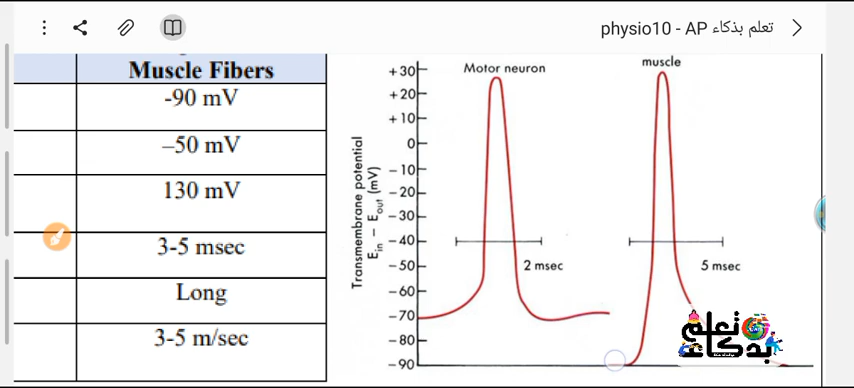 physio10 - AP تعلم بذكاء
Muscle Fibers
-90 mV
–50 mV
130 mV
3-5 msec
Long
3-5 m/sec
Motor neuron
muscle
Transmembrane potential
E_in – E_out (mV)
+30
+20
+10
0
-10
-20
-30
-40
-50
-60
-70
-80
-90
2 msec
5 msec
تعلم
بذكاء